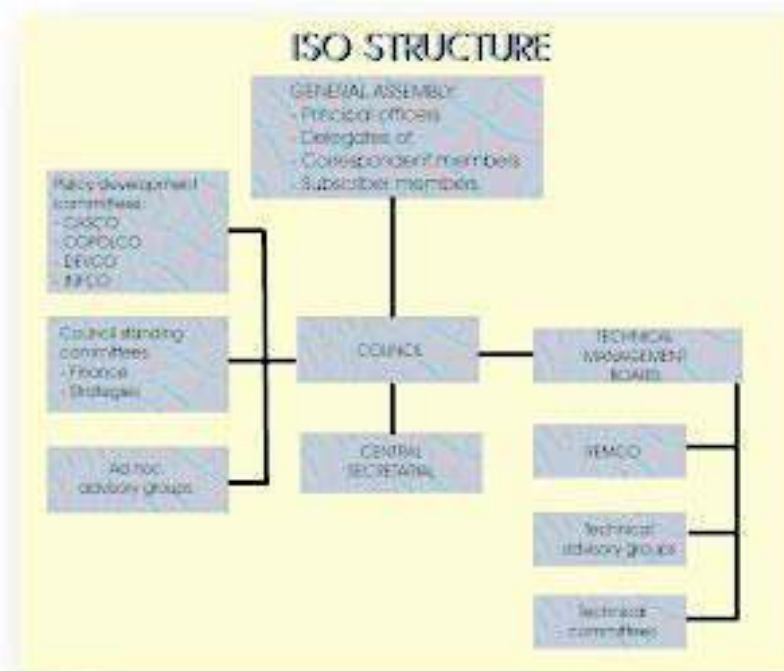 ISO STRUCTURE
GENERAL ASSEMBLY
- Principal officers
- Delegates of
- Correspondent members
- Subscriber members
Policy development
committees
- CASCO
- COPOLCO
- DEVCO
- INFCO
Council standing
committees
- Finance
- Strategies
Ad hoc
advisory groups
COUNCIL
CENTRAL
SECRETARIAL
TECHNICAL
MANAGEMENT
BOARD
REMCO
Technical
advisory groups
Technical
committees